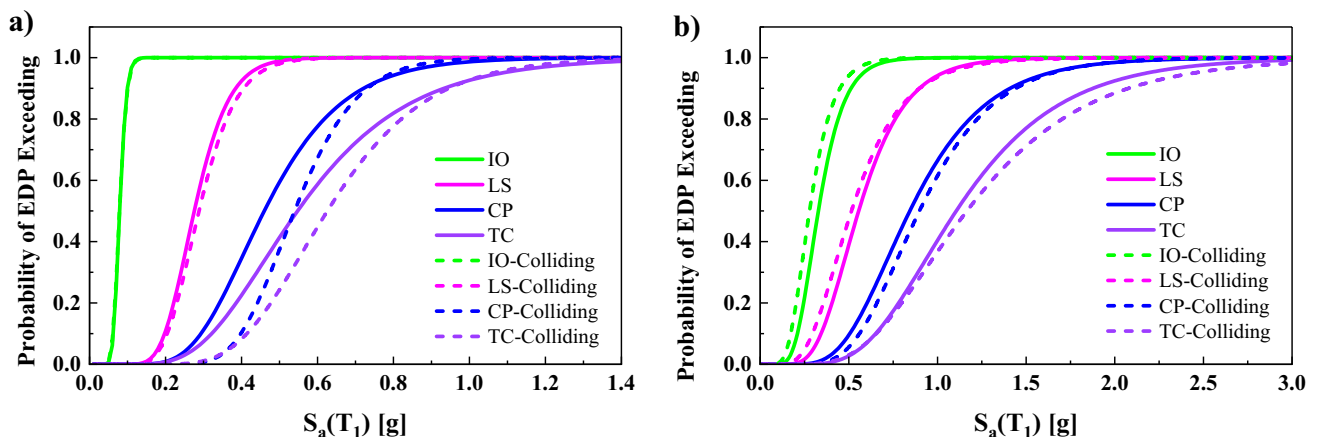 a)
Probability of EDP Exceeding
1.0
0.8
0.6
0.4
0.2
0.0
IO
LS
CP
TC
IO-Colliding
LS-Colliding
CP-Colliding
TC-Colliding
0.0 0.2 0.4 0.6 0.8 1.0 1.2 1.4
Sa(T1) [g]
b)
Probability of EDP Exceeding
1.0
0.8
0.6
0.4
0.2
0.0
IO
LS
CP
TC
IO-Colliding
LS-Colliding
CP-Colliding
TC-Colliding
0.0 0.5 1.0 1.5 2.0 2.5 3.0
Sa(T1) [g]